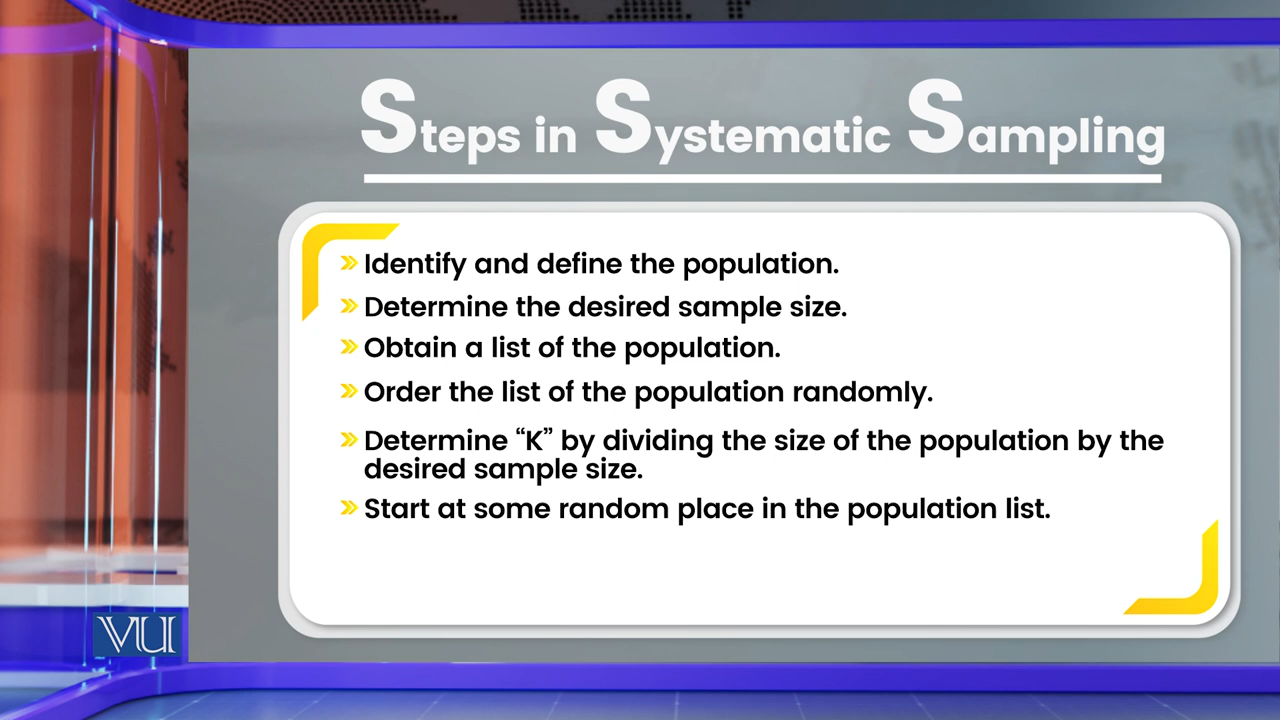 Steps in Systematic Sampling
» Identify and define the population.
» Determine the desired sample size.
» Obtain a list of the population.
» Order the list of the population randomly.
» Determine “K” by dividing the size of the population by the
desired sample size.
» Start at some random place in the population list.
VU